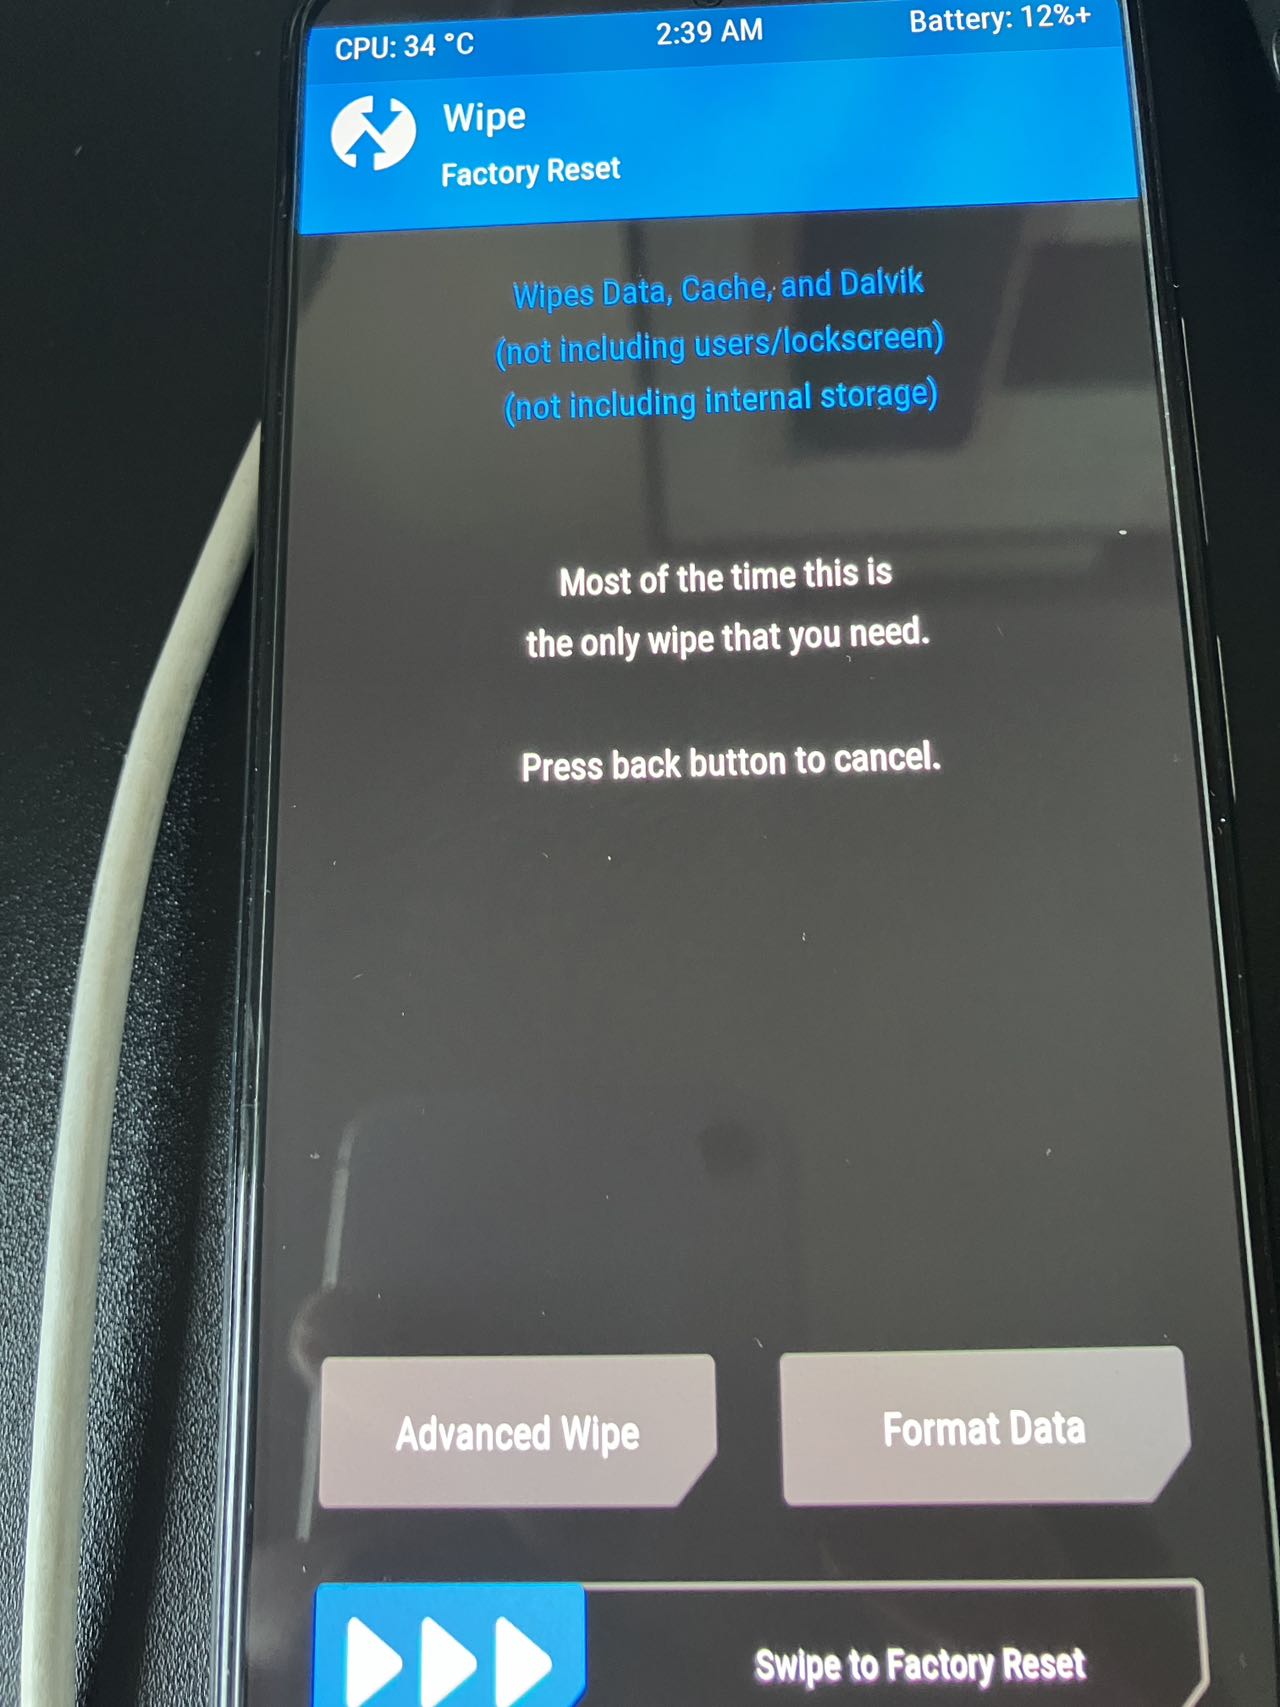 CPU: 34 °C
2:39 AM
Battery: 12%+
Wipe
Factory Reset
Wipes Data, Cache, and Dalvik
(not including users/lockscreen)
(not including internal storage)
Most of the time this is
the only wipe that you need.
Press back button to cancel.
Advanced Wipe
Format Data
Swipe to Factory Reset